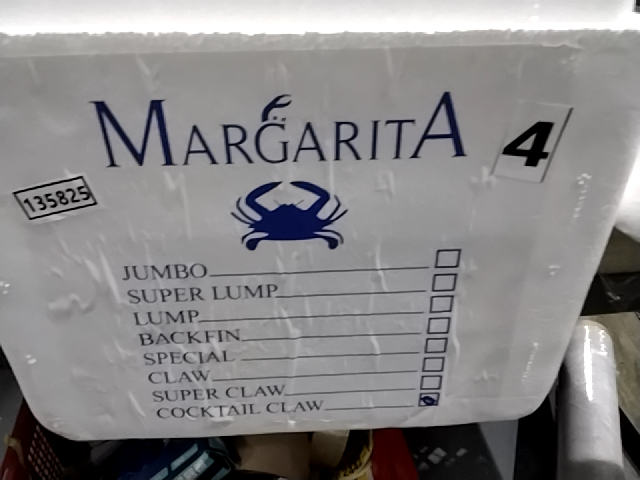 MARGARITA
4
135825
JUMBO
SUPER LUMP
LUMP
BACKFIN
SPECIAL
CLAW
SUPER CLAW
COCKTAIL CLAW